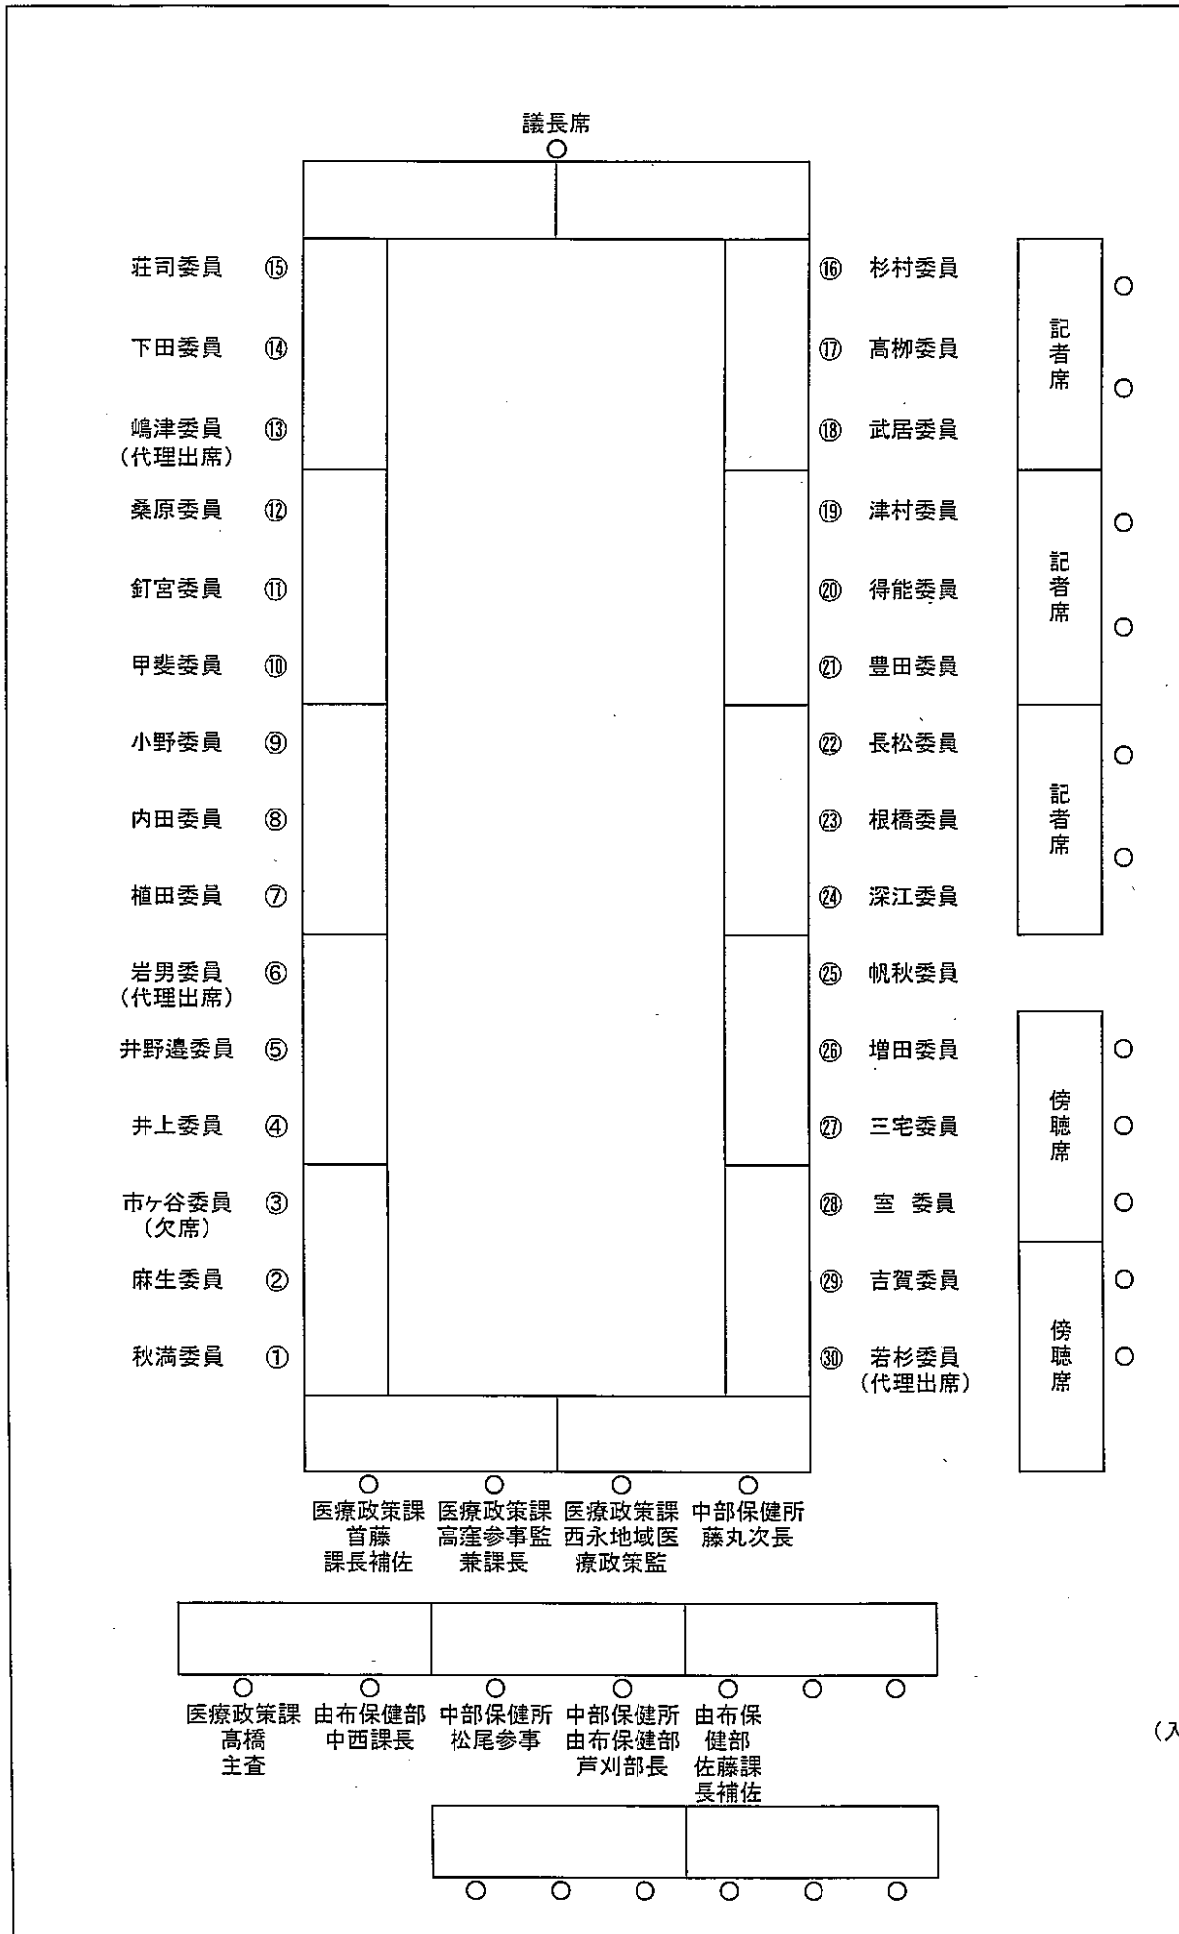 議長席
荘司委員 ⑮
下田委員 ⑭
嶋津委員 ⑬
(代理出席)
桑原委員 ⑫
釘宮委員 ⑪
甲斐委員 ⑩
小野委員 ⑨
内田委員 ⑧
植田委員 ⑦
岩男委員 ⑥
(代理出席)
井野邉委員 ⑤
井上委員 ④
市ヶ谷委員 ③
(欠席)
麻生委員 ②
秋満委員 ①
⑯ 杉村委員
⑰ 髙栁委員
⑱ 武居委員
⑲ 津村委員
⑳ 得能委員
㉑ 豊田委員
㉒ 長松委員
㉓ 根橋委員
㉔ 深江委員
㉕ 帆秋委員
㉖ 増田委員
㉗ 三宅委員
㉘ 室 委員
㉙ 吉賀委員
㉚ 若杉委員
(代理出席)
記者席
記者席
記者席
傍聴席
傍聴席
医療政策課
首藤
課長補佐
医療政策課
高窪参事監
兼課長
医療政策課
西永地域医
療政策監
中部保健所
藤丸次長
医療政策課
髙橋
主査
由布保健部
中西課長
中部保健所
松尾参事
中部保健所
由布保健部
芦刈部長
由布保
健部
佐藤課
長補佐
(入